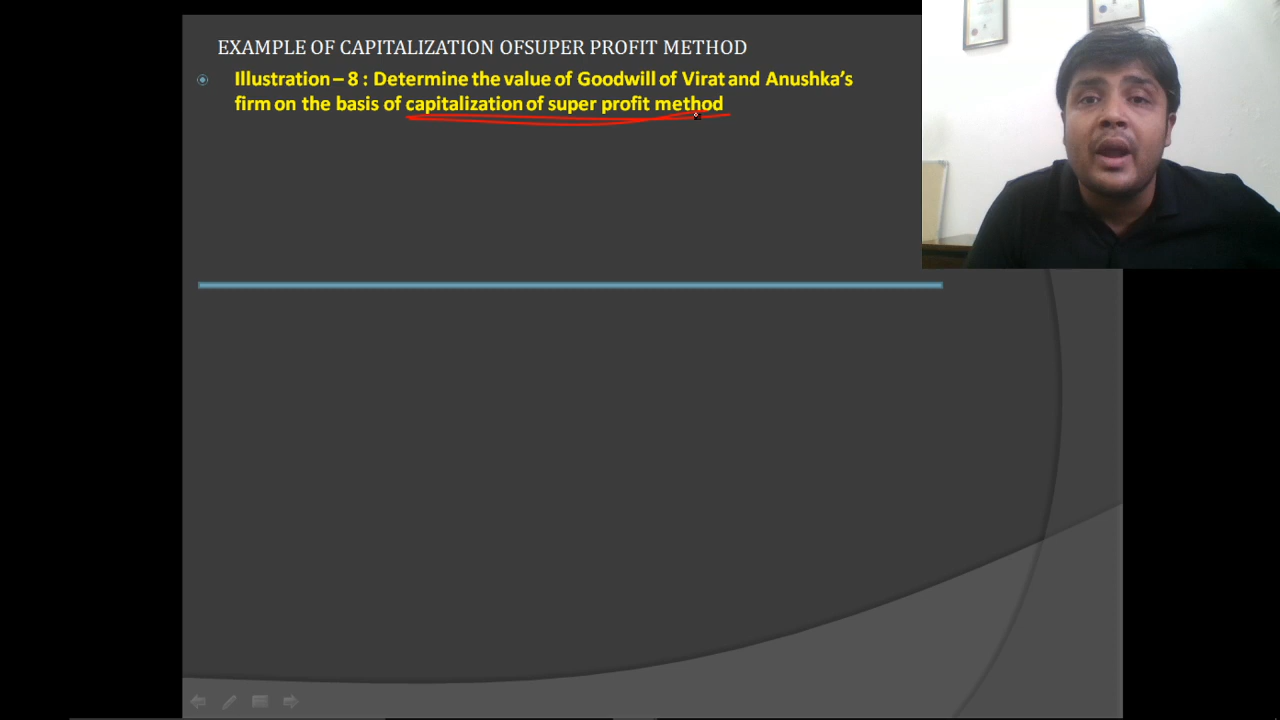 EXAMPLE OF CAPITALIZATION OFSUPER PROFIT METHOD
Illustration – 8 : Determine the value of Goodwill of Virat and Anushka’s
firm on the basis of capitalization of super profit method